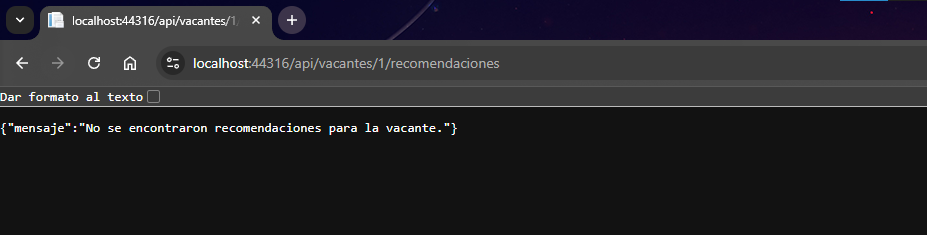 localhost:44316/api/vacantes/1/
localhost:44316/api/vacantes/1/recomendaciones
Dar formato al texto
{"mensaje":"No se encontraron recomendaciones para la vacante."}